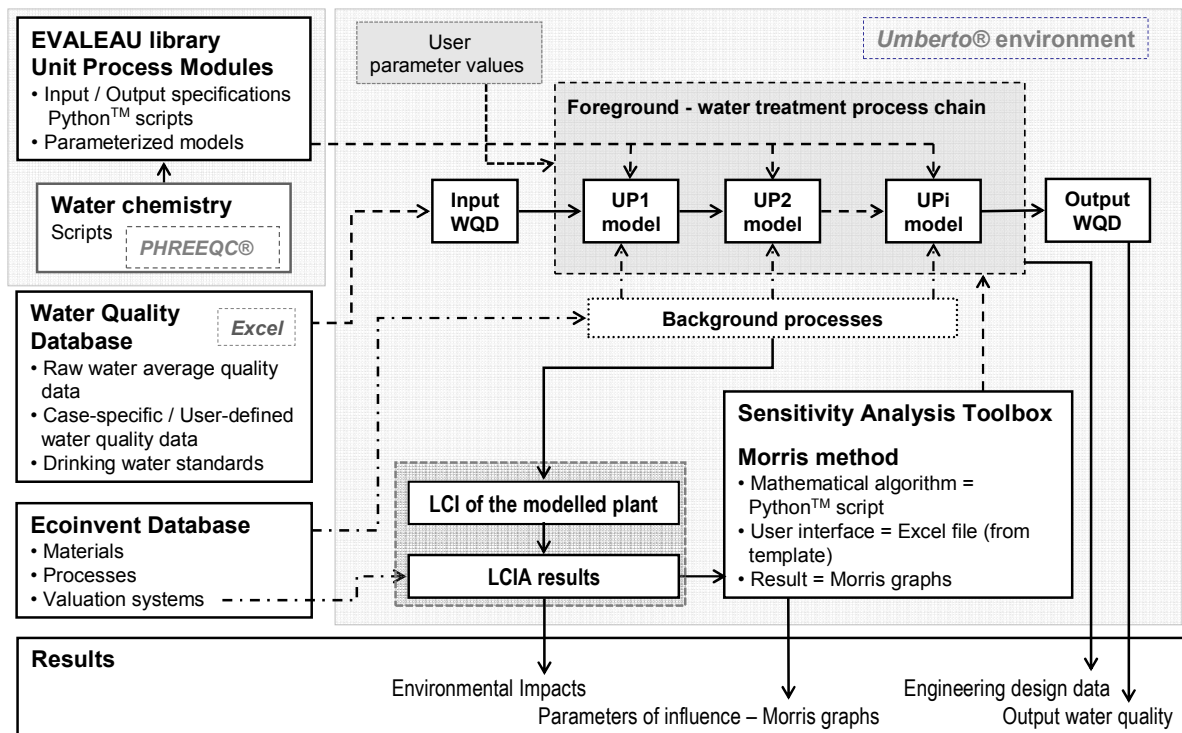 EVALEAU library
Unit Process Modules
• Input / Output specifications
Python™ scripts
• Parameterized models
Water chemistry
Scripts
PHREEQC®
Water Quality
Database
Excel
• Raw water average quality
data
• Case-specific / User-defined
water quality data
• Drinking water standards
Ecoinvent Database
• Materials
• Processes
• Valuation systems
User
parameter values
Umberto® environment
Foreground - water treatment process chain
Input
WQD
UP1
model
UP2
model
UPi
model
Output
WQD
Background processes
LCI of the modelled plant
LCIA results
Sensitivity Analysis Toolbox
Morris method
• Mathematical algorithm =
Python™ script
• User interface = Excel file (from
template)
• Result = Morris graphs
Results
Environmental Impacts
Parameters of influence – Morris graphs
Engineering design data
Output water quality